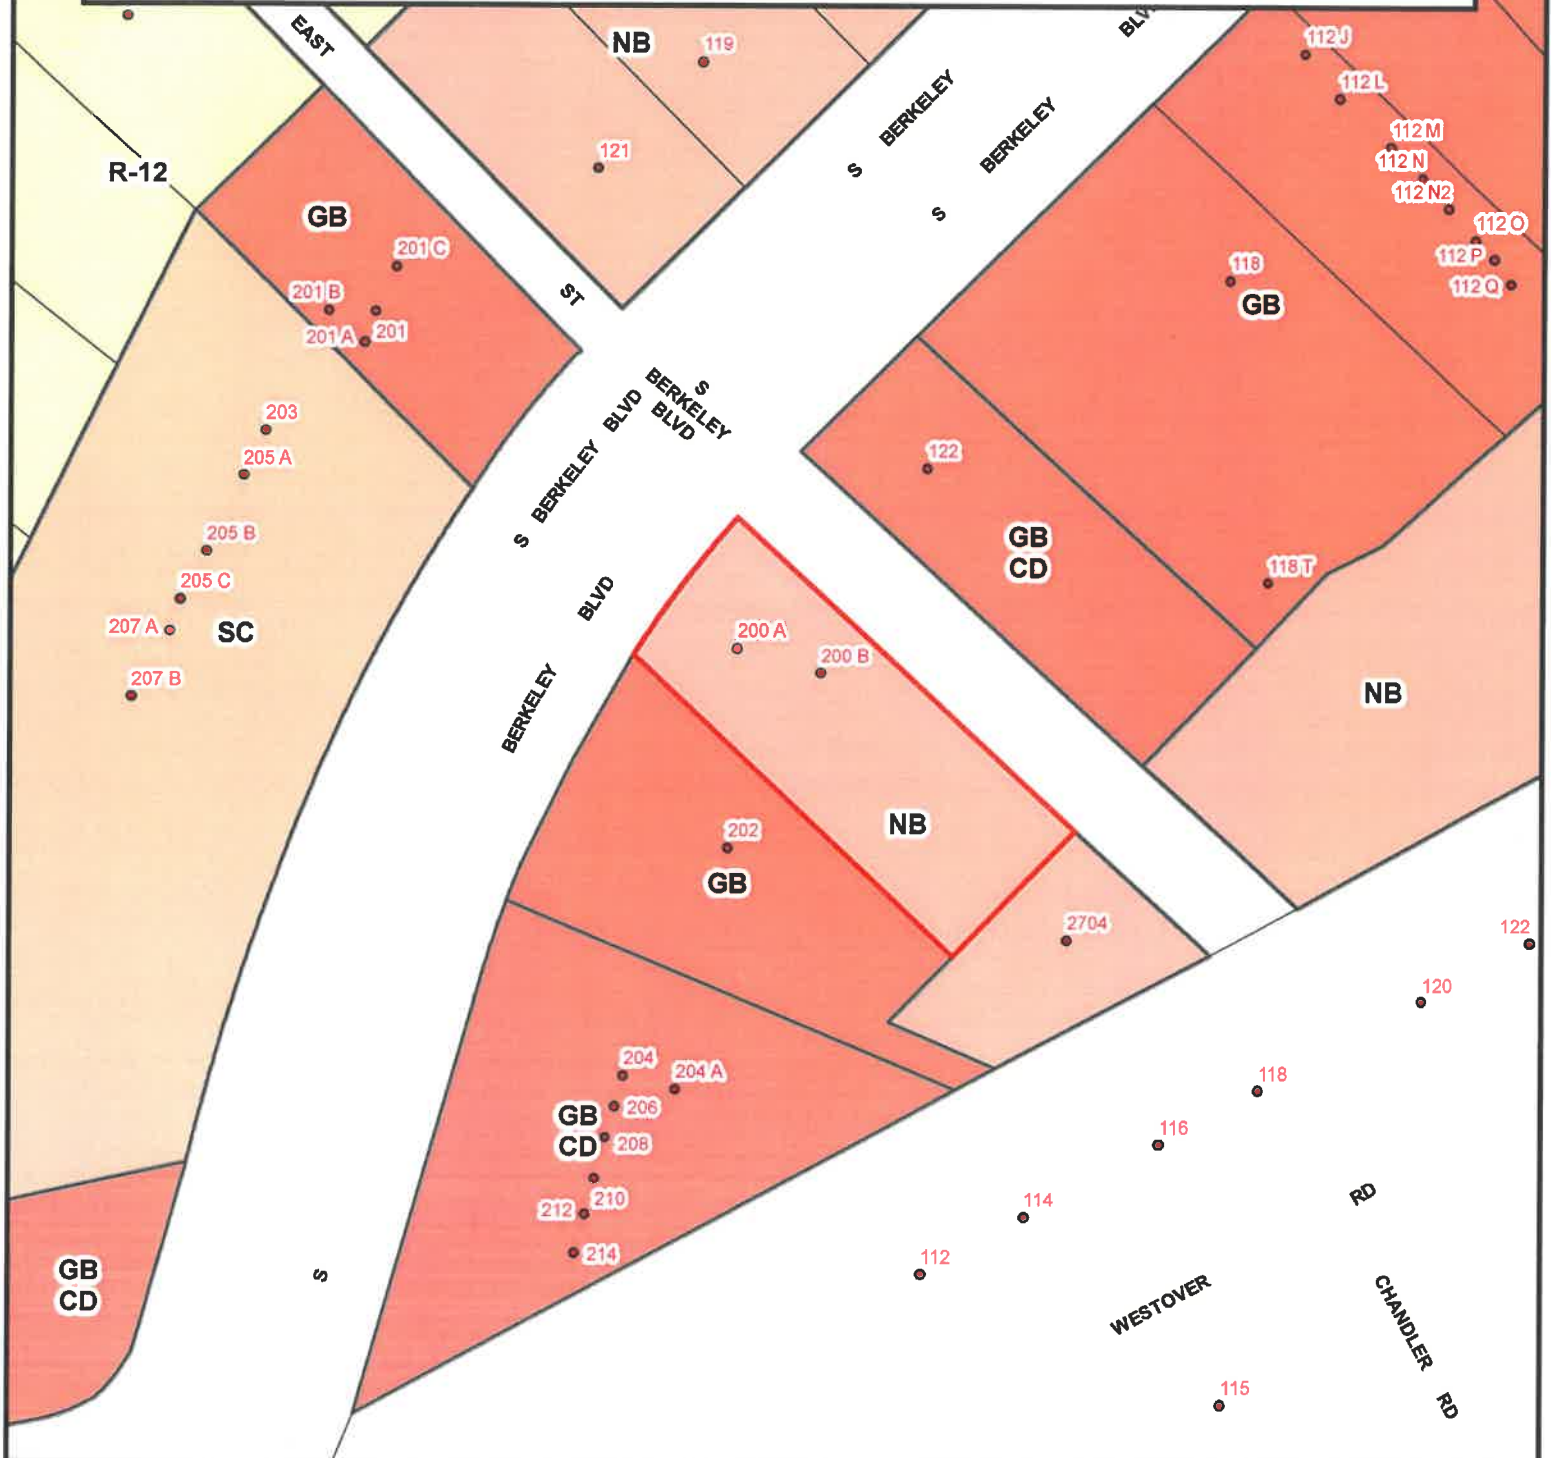 EAST
NB
119
BLV
112 J
112 L
BERKELEY
S
BERKELEY
S
112 M
112 N
112 N2
121
R-12
GB
201 C
112 O
112 P
112 Q
118
GB
201 B
201 A
201
ST
S
BERKELEY
BLVD
S BERKELEY BLVD
203
205 A
205 B
205 C
207 A
SC
207 B
122
GB
CD
118 T
BLVD
BERKELEY
200 A
200 B
NB
NB
202
GB
2704
122
120
118
116
114
112
204
204 A
206
GB
CD
208
210
212
214
GB
CD
S
RD
WESTOVER
CHANDLER
RD
115